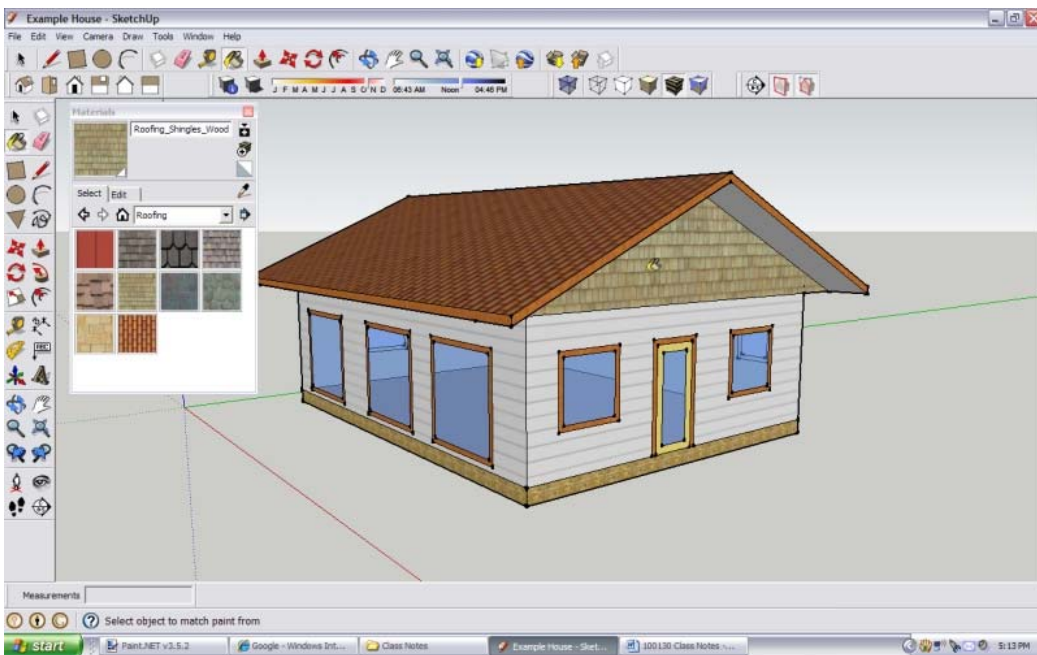 Example House - SketchUp
File Edit View Camera Draw Tools Window Help
J F M A M J J A S O N D 06:43 AM Noon 04:46 PM
Materials
Roofing_Shingles_Wood
Select Edit
Roofing
ABC
Measurements
Select object to match paint from
start Paint.NET v3.5.2 Google - Windows Int... Class Notes Example House - Sket... 100130 Class Notes -... 5:13 PM